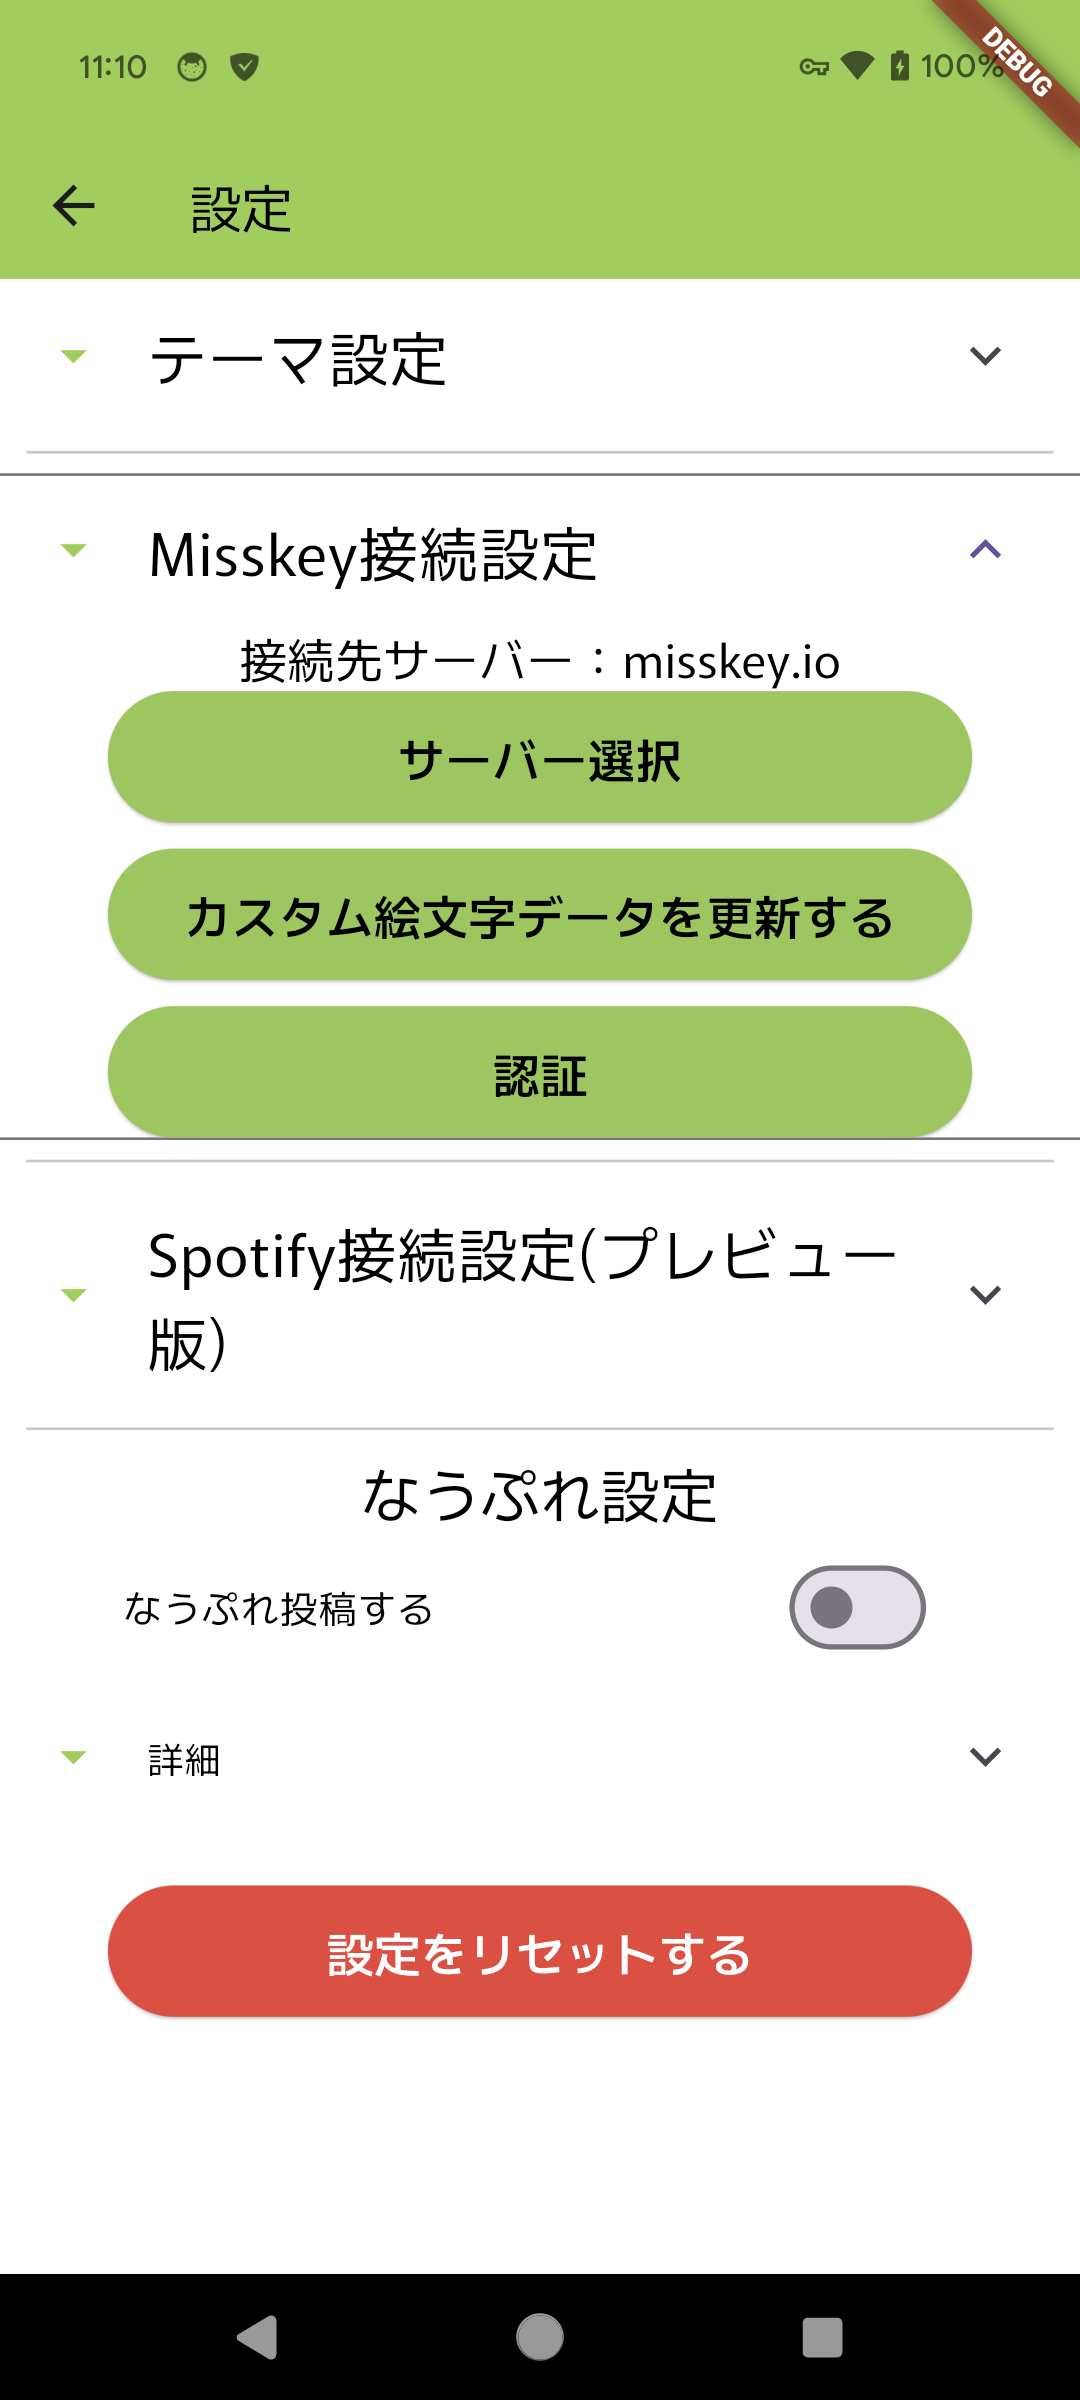 11:10
100%
DEBUG
設定
テーマ設定
Misskey接続設定
接続先サーバー：misskey.io
サーバー選択
カスタム絵文字データを更新する
認証
Spotify接続設定(プレビュー
版)
なうぷれ設定
なうぷれ投稿する
詳細
設定をリセットする